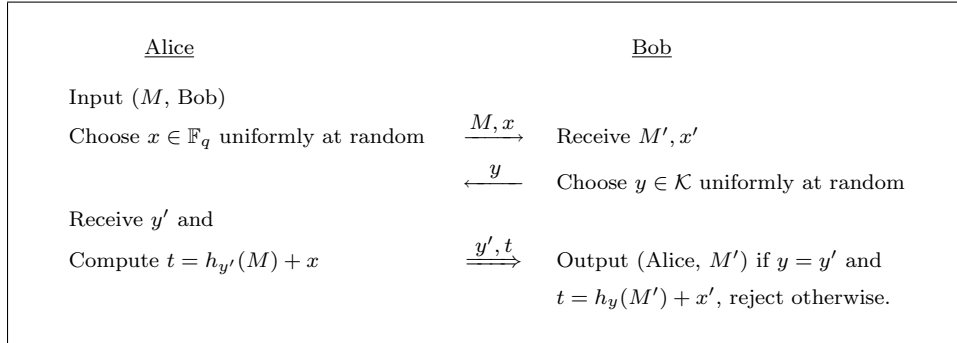 Alice Bob
Input (M, Bob)
Choose x ∈ 𝔽_q uniformly at random M, x Receive M′, x′
y Choose y ∈ 𝒦 uniformly at random
Receive y′ and
Compute t = h_{y′}(M) + x y′, t Output (Alice, M′) if y = y′ and
t = h_y(M′) + x′, reject otherwise.